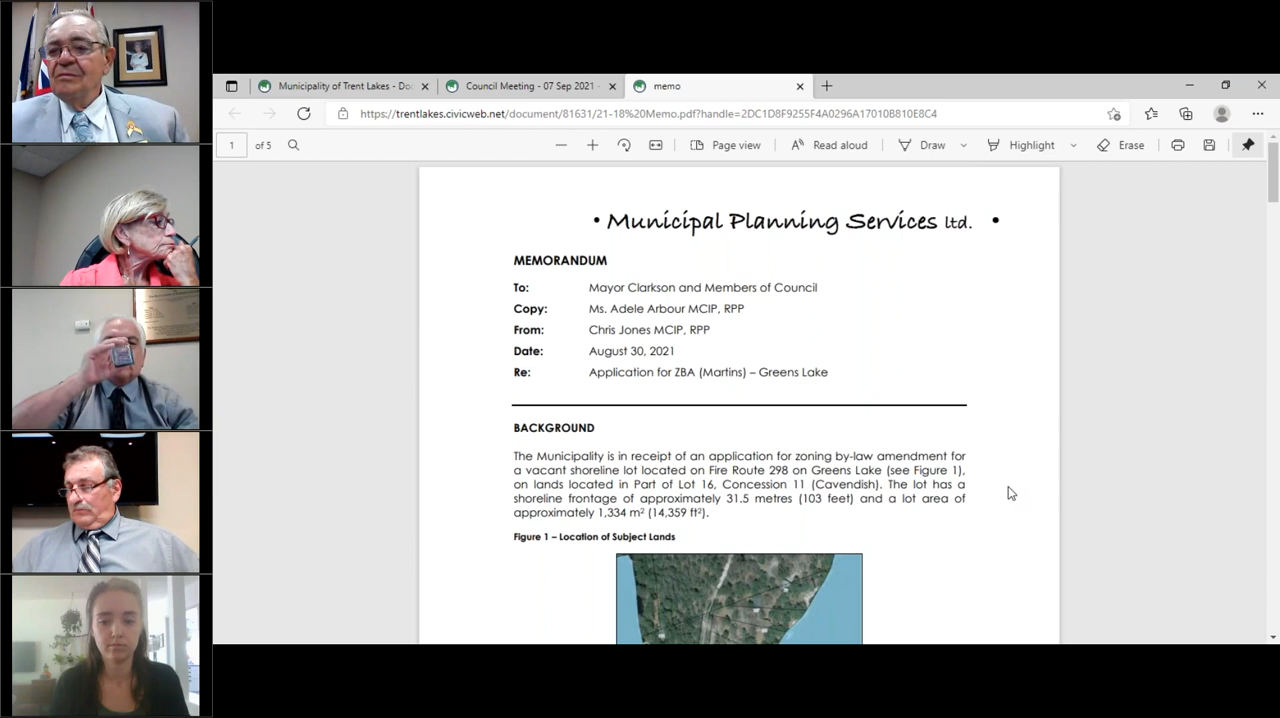 Municipality of Trent Lakes - Do
Council Meeting - 07 Sep 2021 -
memo
https://trentlakes.civicweb.net/document/81631/21-18%20Memo.pdf?handle=2DC1D8F9255F4A0296A17010B810E8C4
1 of 5
Page view
Read aloud
Draw
Highlight
Erase
• Municipal Planning Services ltd. •
MEMORANDUM
To: Mayor Clarkson and Members of Council
Copy: Ms. Adele Arbour MCIP, RPP
From: Chris Jones MCIP, RPP
Date: August 30, 2021
Re: Application for ZBA (Martins) – Greens Lake
BACKGROUND
The Municipality is in receipt of an application for zoning by-law amendment for
a vacant shoreline lot located on Fire Route 298 on Greens Lake (see Figure 1),
on lands located in Part of Lot 16, Concession 11 (Cavendish). The lot has a
shoreline frontage of approximately 31.5 metres (103 feet) and a lot area of
approximately 1,334 m² (14,359 ft²).
Figure 1 – Location of Subject Lands